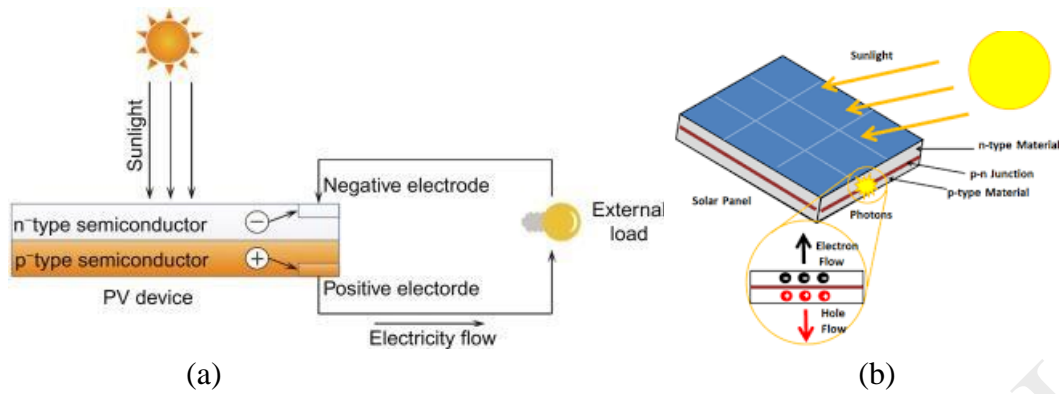 Sunlight
Negative electrode
n⁻type semiconductor
−
p⁻type semiconductor
+
PV device
Positive electorde
External
load
Electricity flow
(a)
Sunlight
n-type Material
p-n Junction
p-type Material
Solar Panel
Photons
Electron
Flow
Hole
Flow
(b)